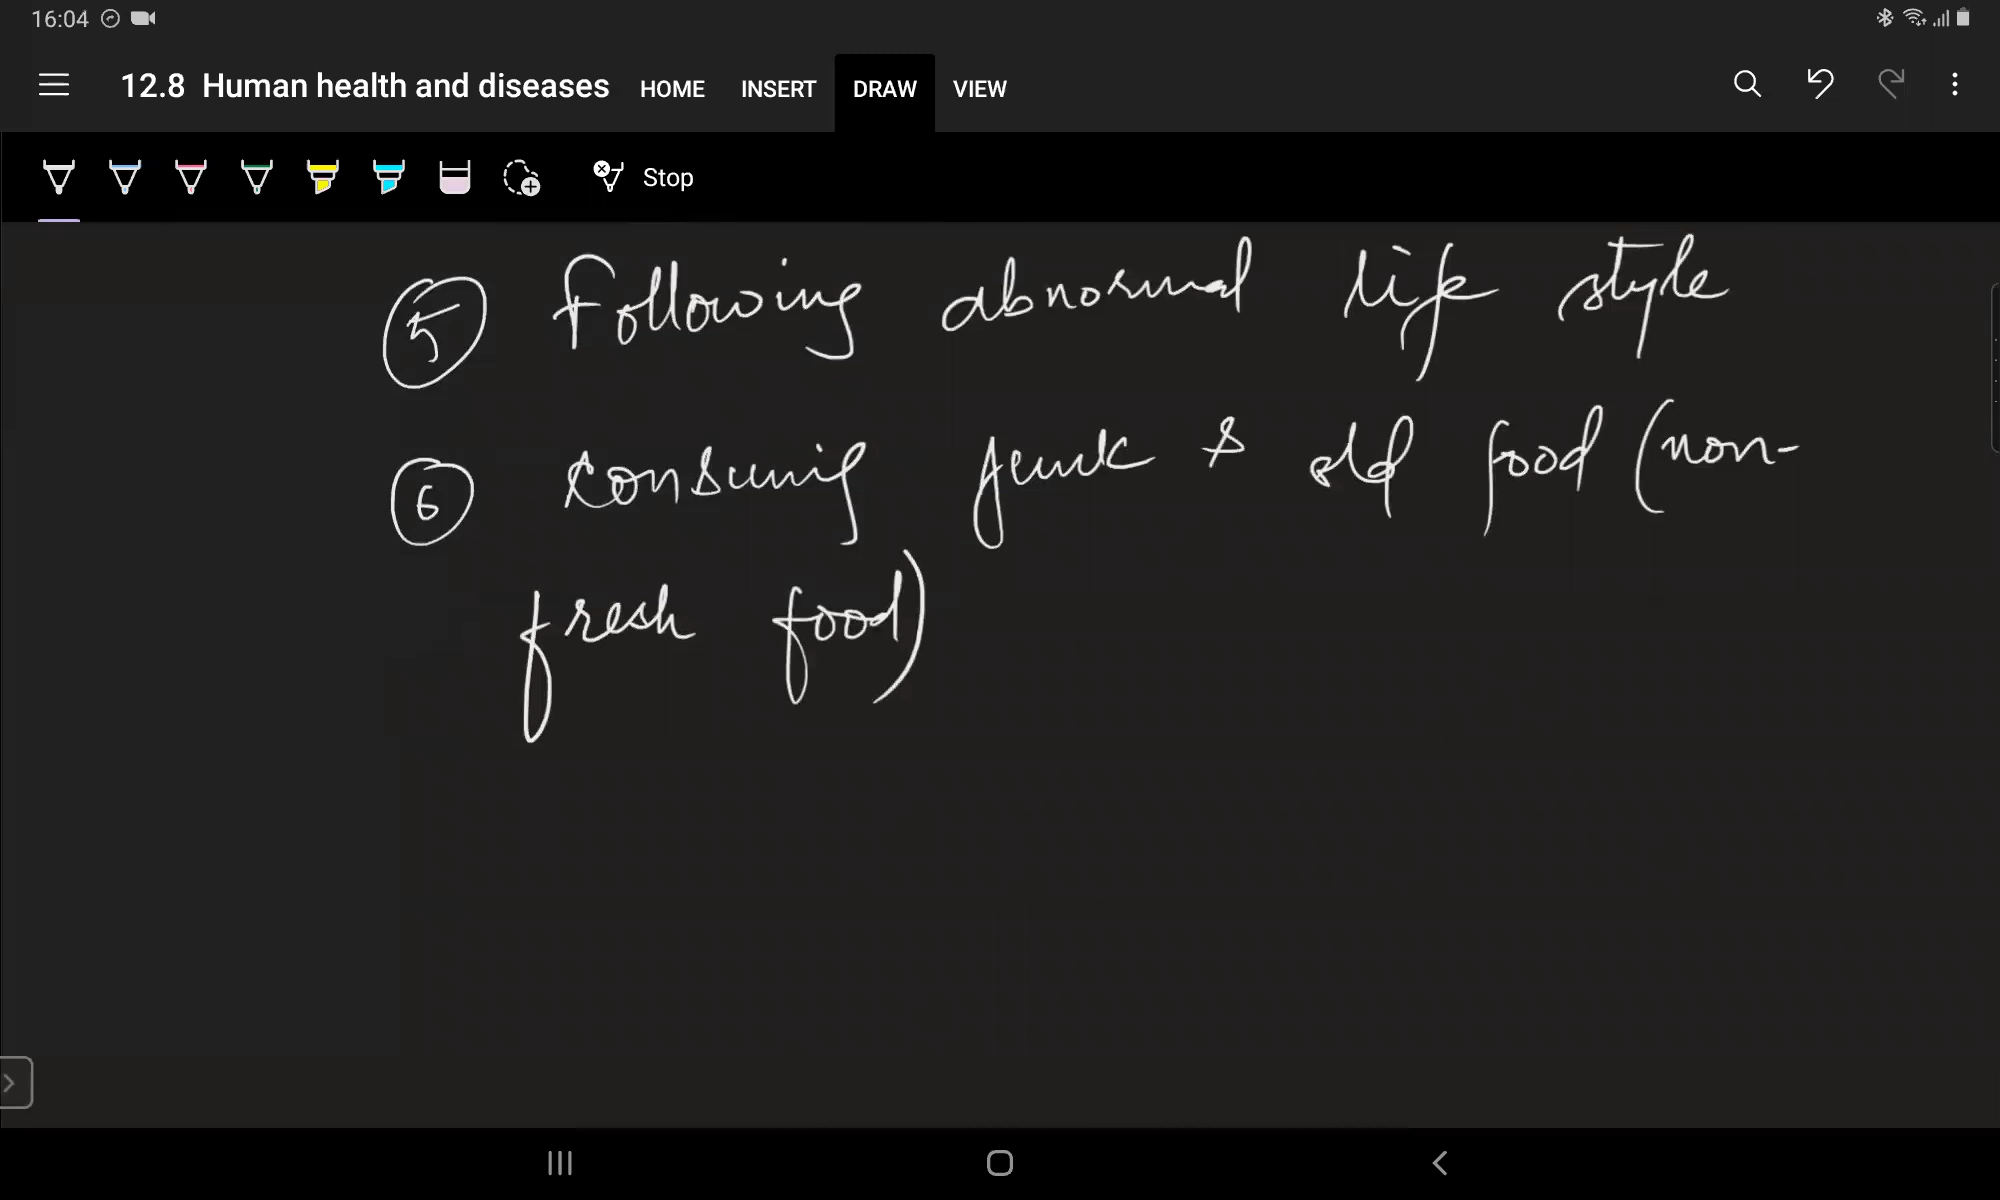 16:04
12.8 Human health and diseases HOME INSERT DRAW VIEW
Stop
5 Following abnormal life style
6 Consuming junk & old food (non-
fresh food)